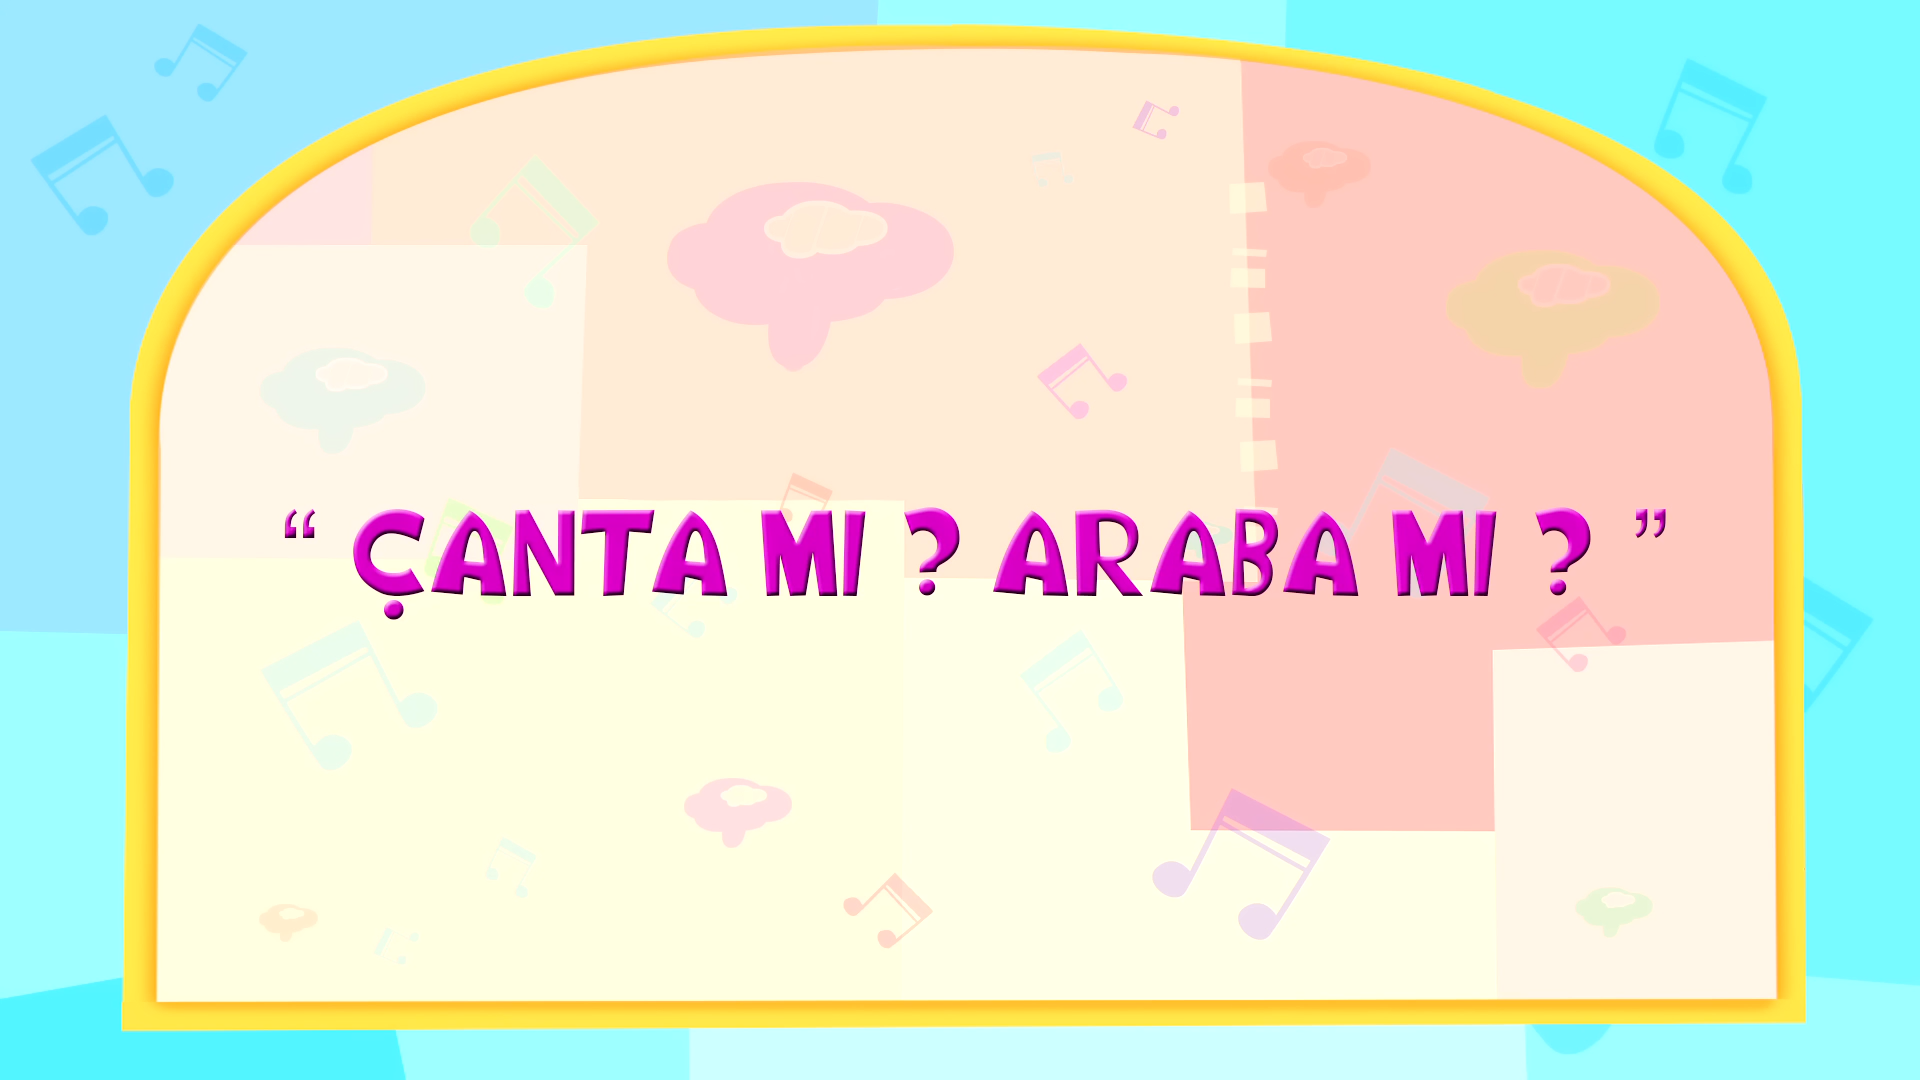 “ ÇANTA MI ? ARABA MI ? ”